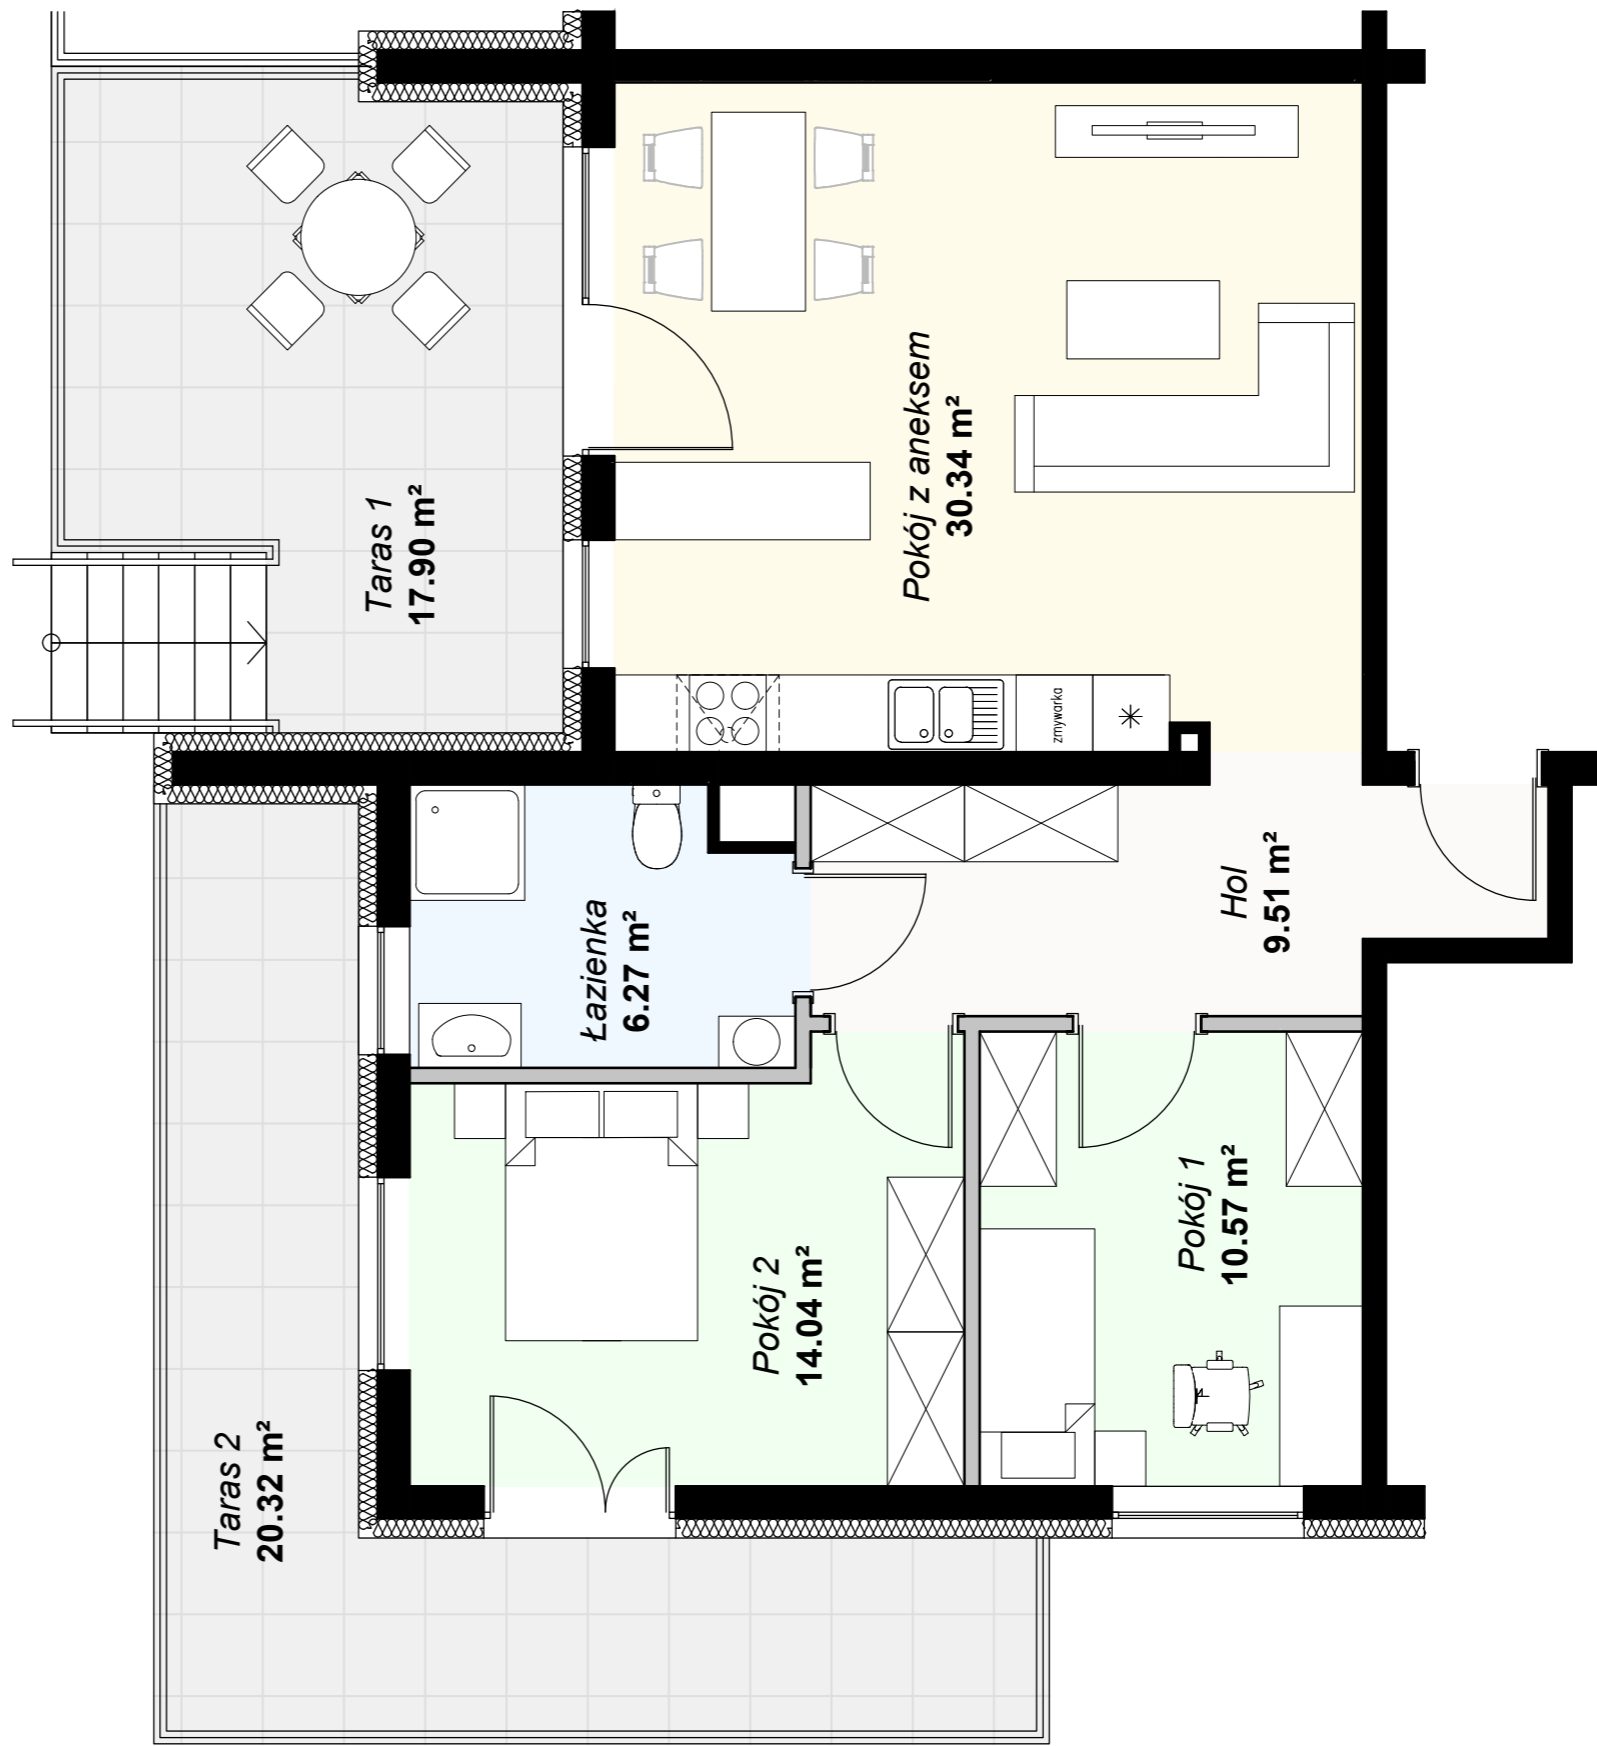 Taras 1
17.90 m²
Pokój z aneksem
30.34 m²
zmywarka
Hol
9.51 m²
Łazienka
6.27 m²
Pokój 1
10.57 m²
Pokój 2
14.04 m²
Taras 2
20.32 m²